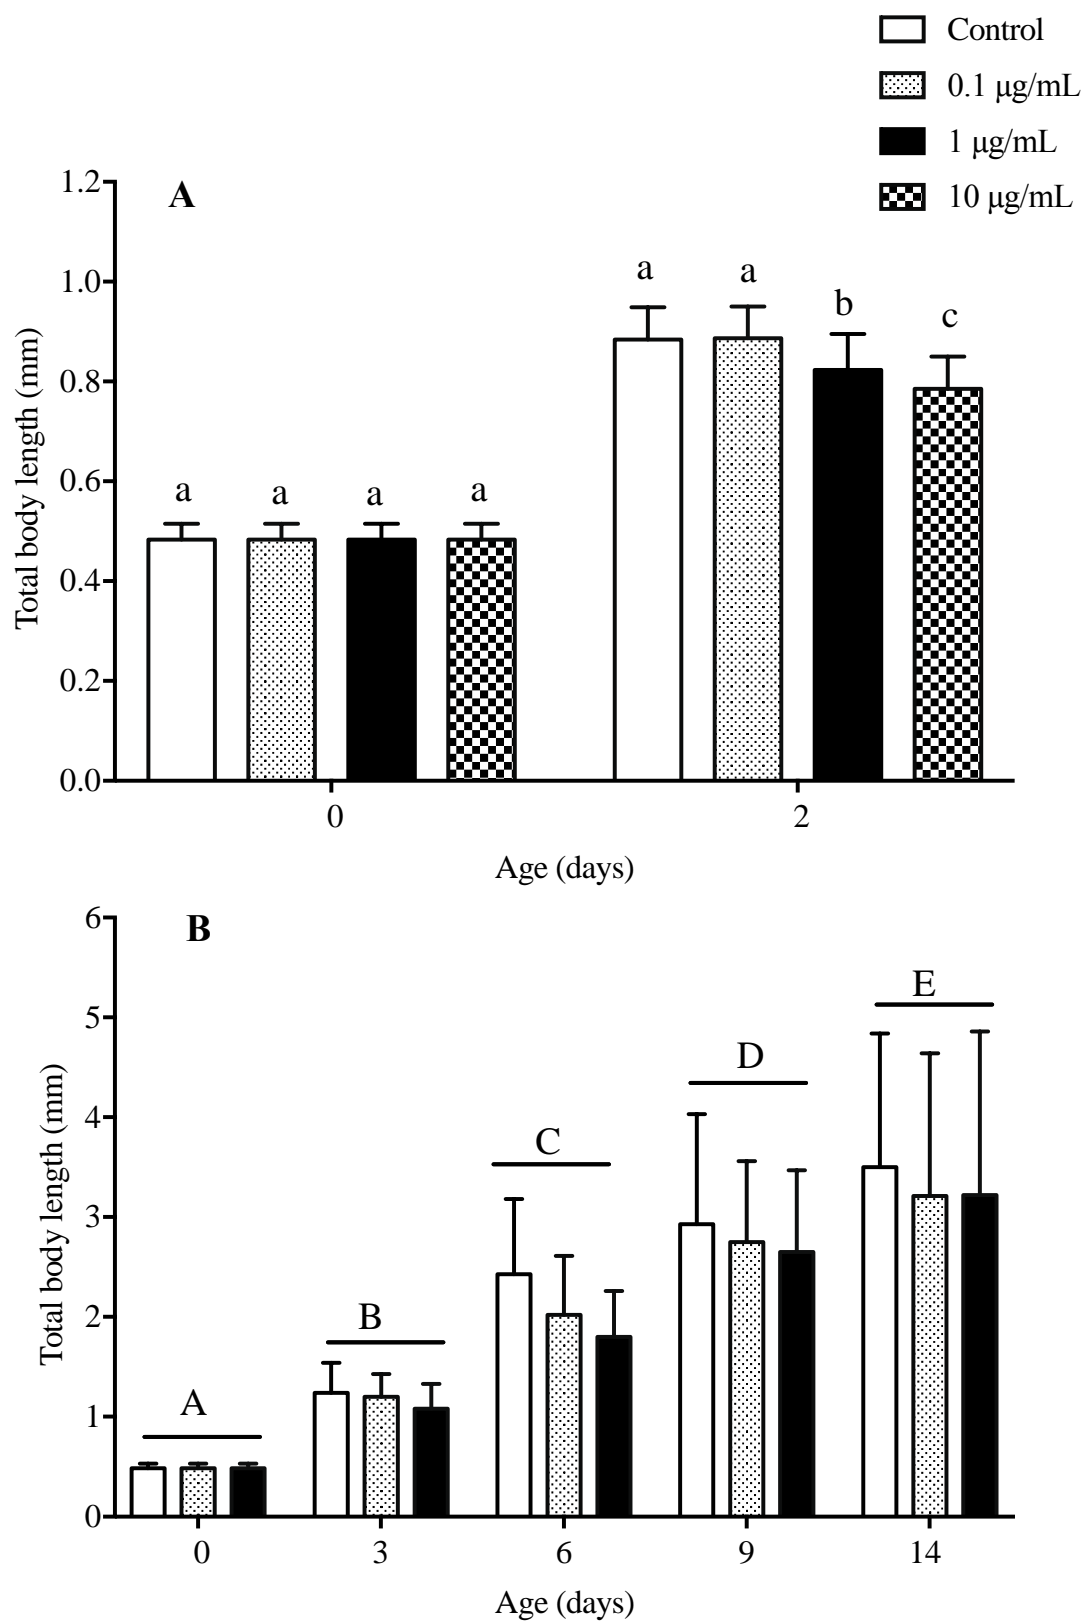 Control
0.1 μg/mL
1 μg/mL
10 μg/mL
A
Total body length (mm)
1.2
1.0
0.8
0.6
0.4
0.2
0.0
a a a a
a a b c
0 2
Age (days)
B
Total body length (mm)
6
5
4
3
2
1
0
A B C D E
0 3 6 9 14
Age (days)